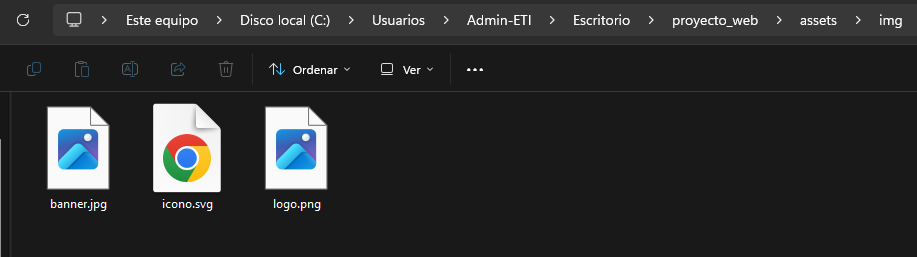 Este equipo > Disco local (C:) > Usuarios > Admin-ETI > Escritorio > proyecto_web > assets > img
Ordenar Ver
banner.jpg icono.svg logo.png